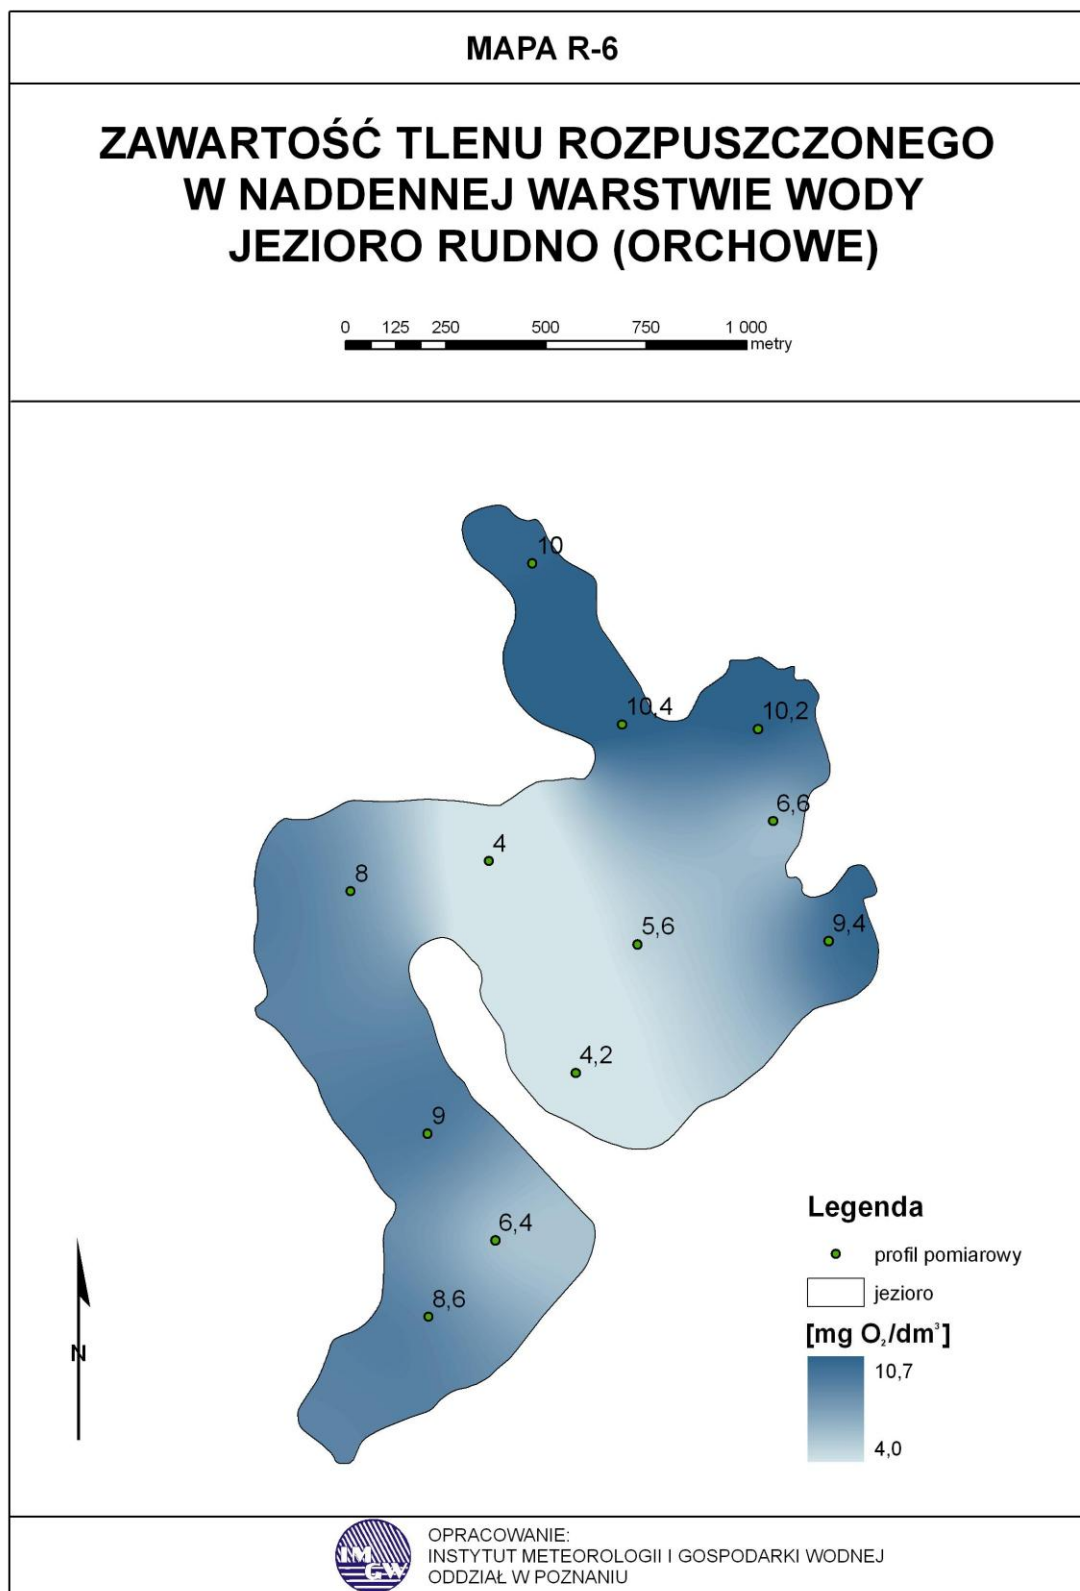 MAPA R-6
ZAWARTOŚĆ TLENU ROZPUSZCZONEGO
W NADDENNEJ WARSTWIE WODY
JEZIORO RUDNO (ORCHOWE)
0 125 250 500 750 1 000
metry
10
10,4
10,2
6,6
4
8
5,6
9,4
4,2
9
6,4
8,6
N
Legenda
profil pomiarowy
jezioro
[mg O₂/dm³]
10,7
4,0
IMGW
OPRACOWANIE:
INSTYTUT METEOROLOGII I GOSPODARKI WODNEJ
ODDZIAŁ W POZNANIU